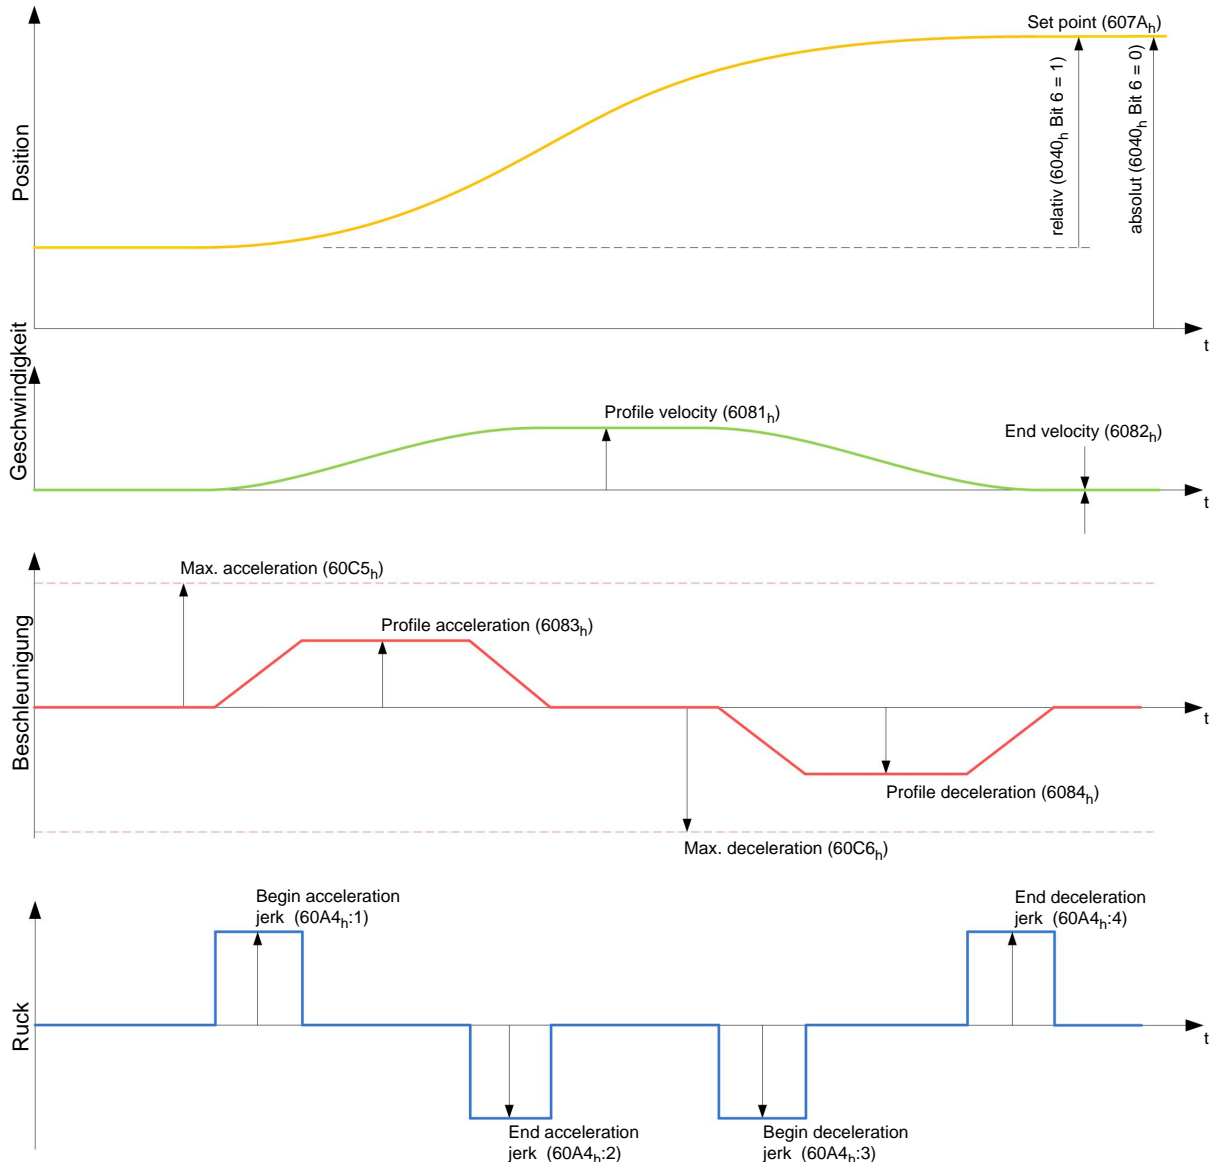 Set point (607Ah)
relativ (6040h Bit 6 = 1)
absolut (6040h Bit 6 = 0)
Position
t
Geschwindigkeit
Profile velocity (6081h)
End velocity (6082h)
t
Max. acceleration (60C5h)
Profile acceleration (6083h)
Beschleunigung
t
Profile deceleration (6084h)
Max. deceleration (60C6h)
Begin acceleration
jerk (60A4h:1)
End deceleration
jerk (60A4h:4)
Ruck
t
End acceleration
jerk (60A4h:2)
Begin deceleration
jerk (60A4h:3)